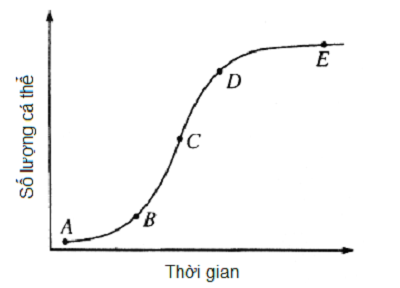 Số lượng cá thể
A
B
C
D
E
Thời gian